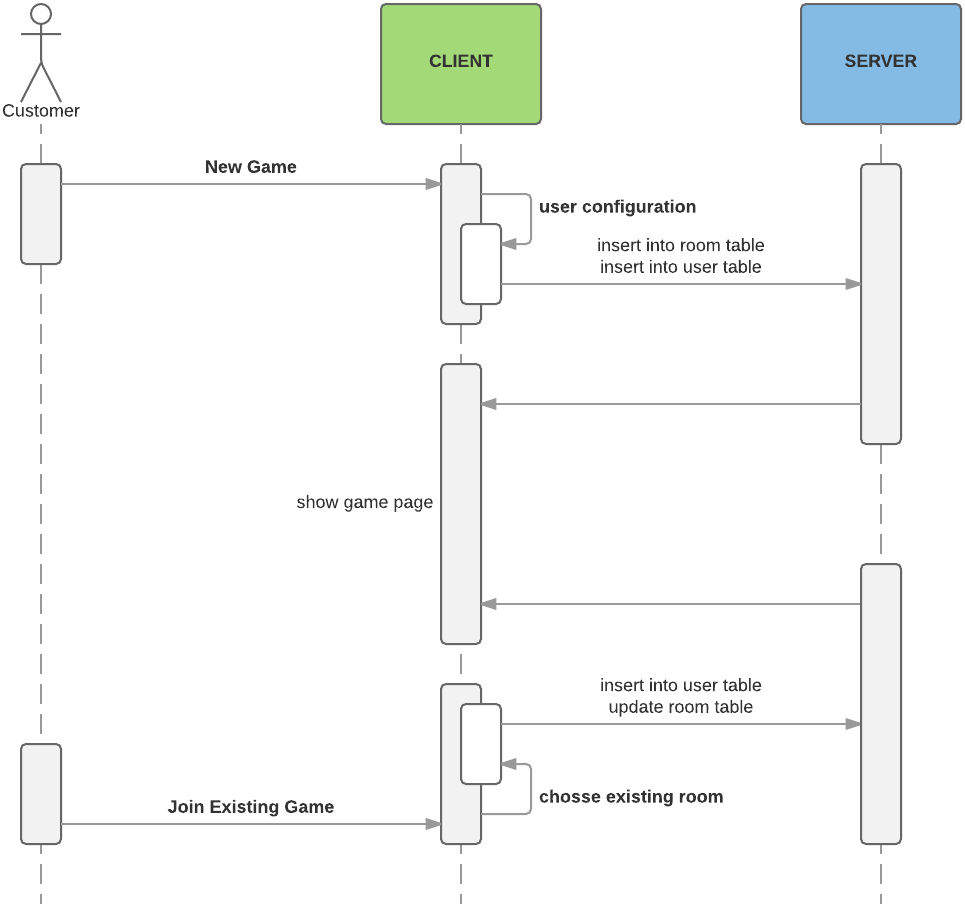 Customer
CLIENT
SERVER
New Game
user configuration
insert into room table
insert into user table
show game page
insert into user table
update room table
chosse existing room
Join Existing Game